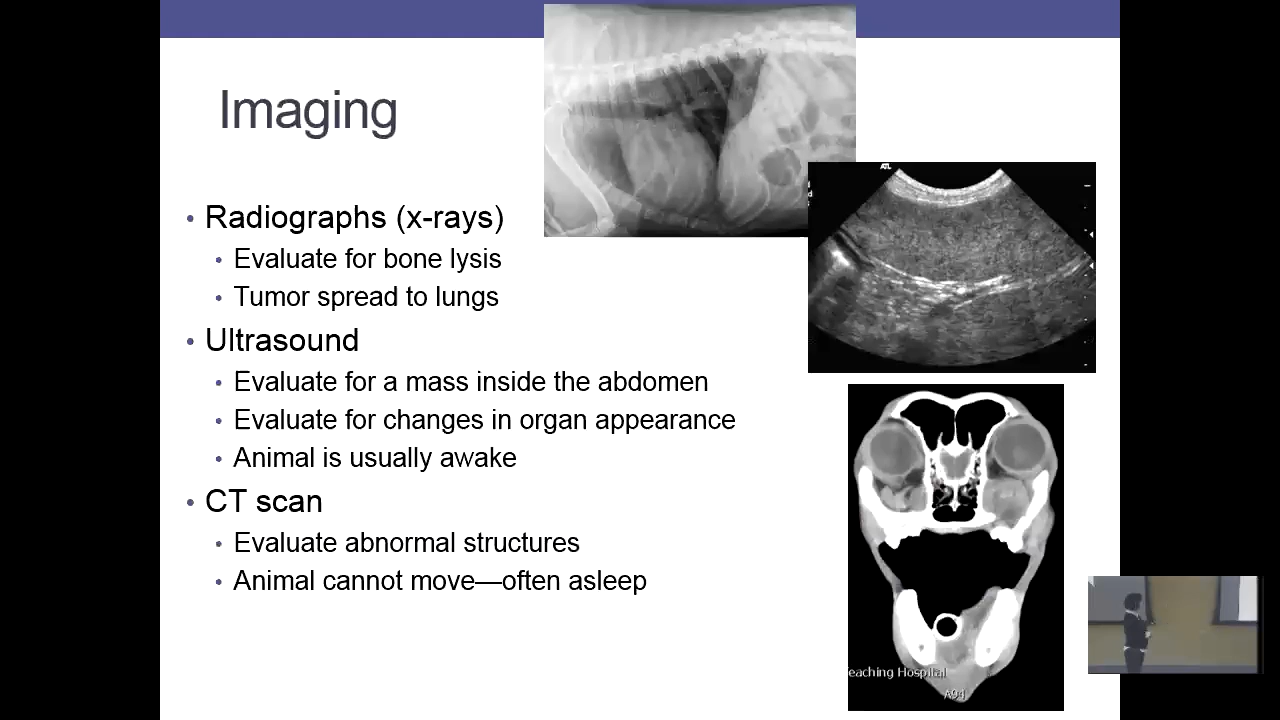 Imaging
• Radiographs (x-rays)
• Evaluate for bone lysis
• Tumor spread to lungs
• Ultrasound
• Evaluate for a mass inside the abdomen
• Evaluate for changes in organ appearance
• Animal is usually awake
• CT scan
• Evaluate abnormal structures
• Animal cannot move—often asleep
ATL
eaching Hospital
A94